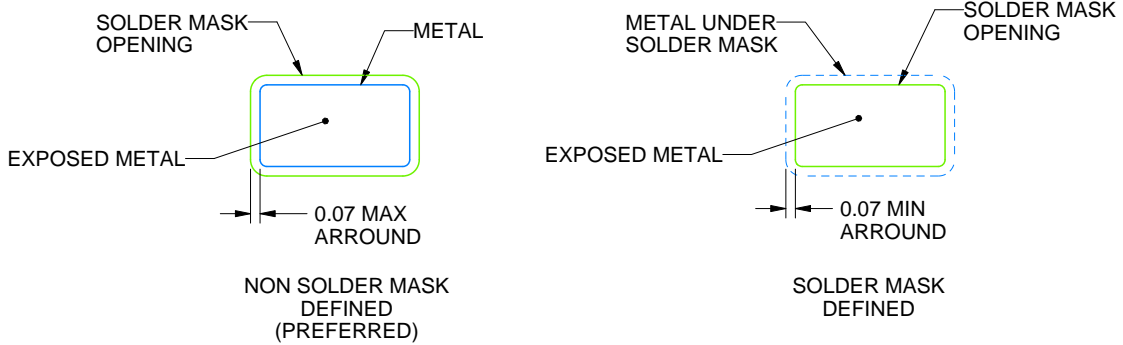 SOLDER MASK
OPENING
METAL
EXPOSED METAL
0.07 MAX
ARROUND
NON SOLDER MASK
DEFINED
(PREFERRED)
METAL UNDER
SOLDER MASK
SOLDER MASK
OPENING
EXPOSED METAL
0.07 MIN
ARROUND
SOLDER MASK
DEFINED